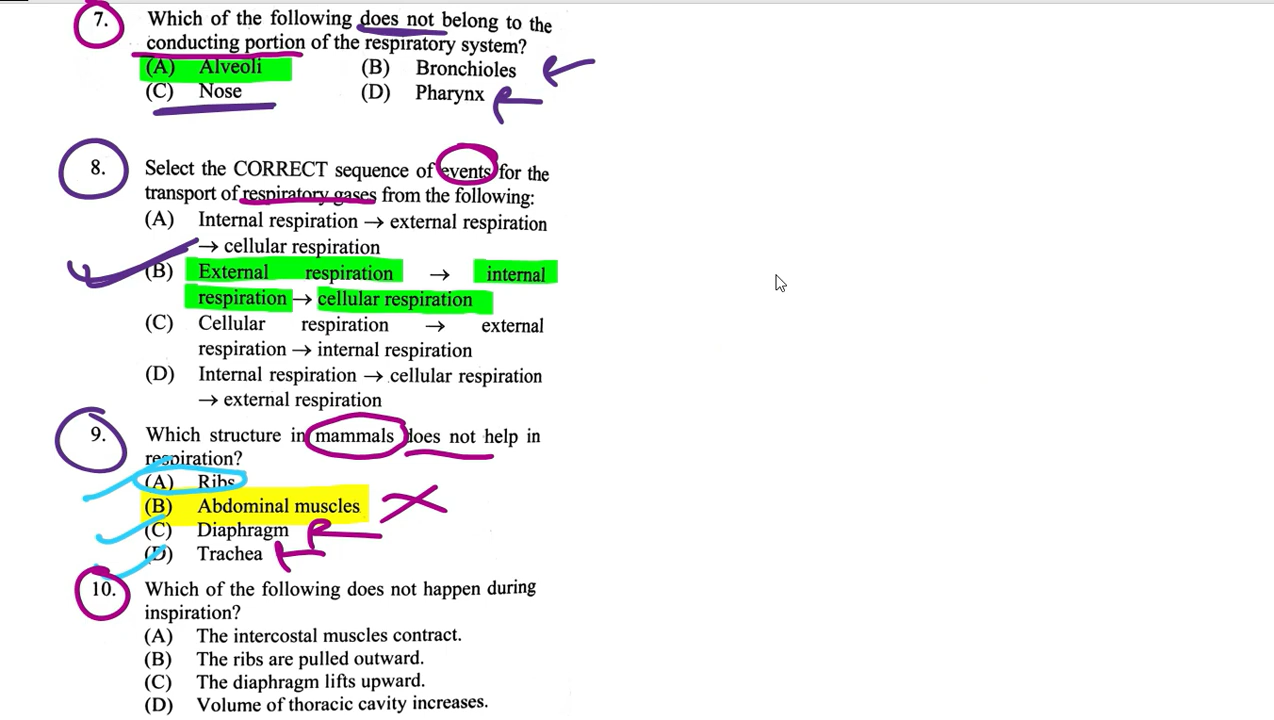 7. Which of the following does not belong to the
conducting portion of the respiratory system?
(A) Alveoli (B) Bronchioles
(C) Nose (D) Pharynx
8. Select the CORRECT sequence of events for the
transport of respiratory gases from the following:
(A) Internal respiration → external respiration
→ cellular respiration
(B) External respiration → internal
respiration → cellular respiration
(C) Cellular respiration → external
respiration → internal respiration
(D) Internal respiration → cellular respiration
→ external respiration
9. Which structure in mammals does not help in
respiration?
(A) Ribs
(B) Abdominal muscles
(C) Diaphragm
(D) Trachea
10. Which of the following does not happen during
inspiration?
(A) The intercostal muscles contract.
(B) The ribs are pulled outward.
(C) The diaphragm lifts upward.
(D) Volume of thoracic cavity increases.